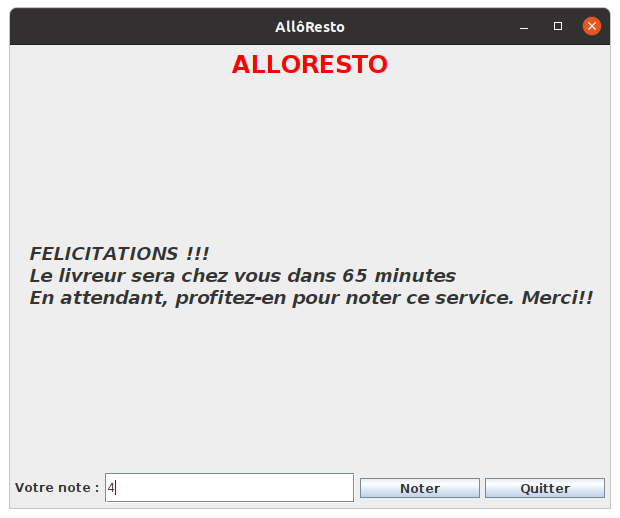 AllôResto
ALLORESTO
FELICITATIONS !!!
Le livreur sera chez vous dans 65 minutes
En attendant, profitez-en pour noter ce service. Merci!!
Votre note : 4 Noter Quitter